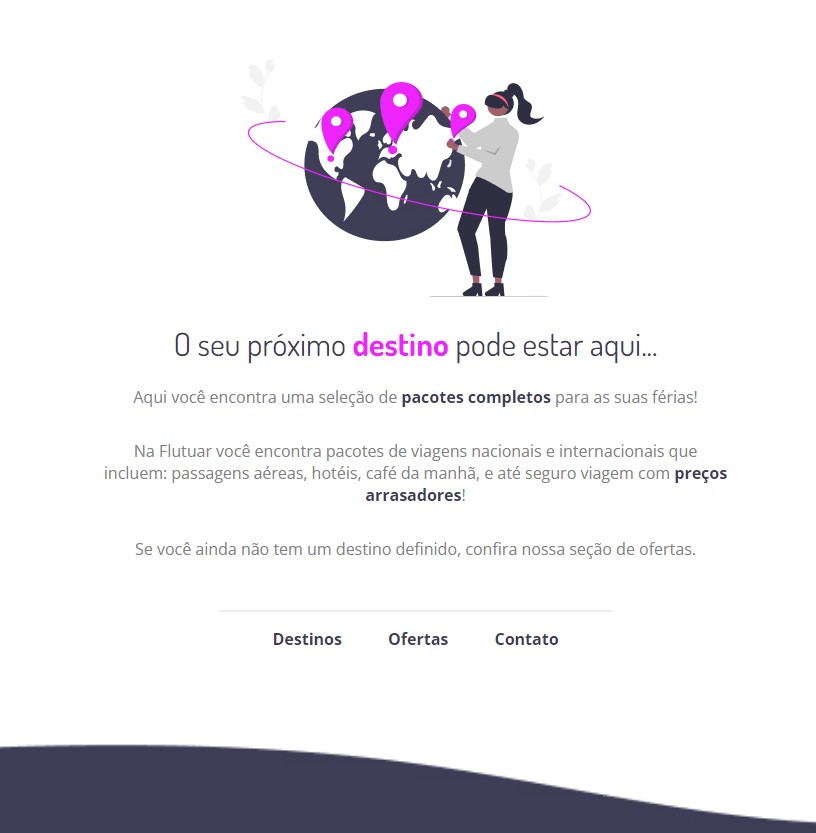 O seu próximo destino pode estar aqui...
Aqui você encontra uma seleção de pacotes completos para as suas férias!
Na Flutuar você encontra pacotes de viagens nacionais e internacionais que
incluem: passagens aéreas, hotéis, café da manhã, e até seguro viagem com preços
arrasadores!
Se você ainda não tem um destino definido, confira nossa seção de ofertas.
Destinos Ofertas Contato